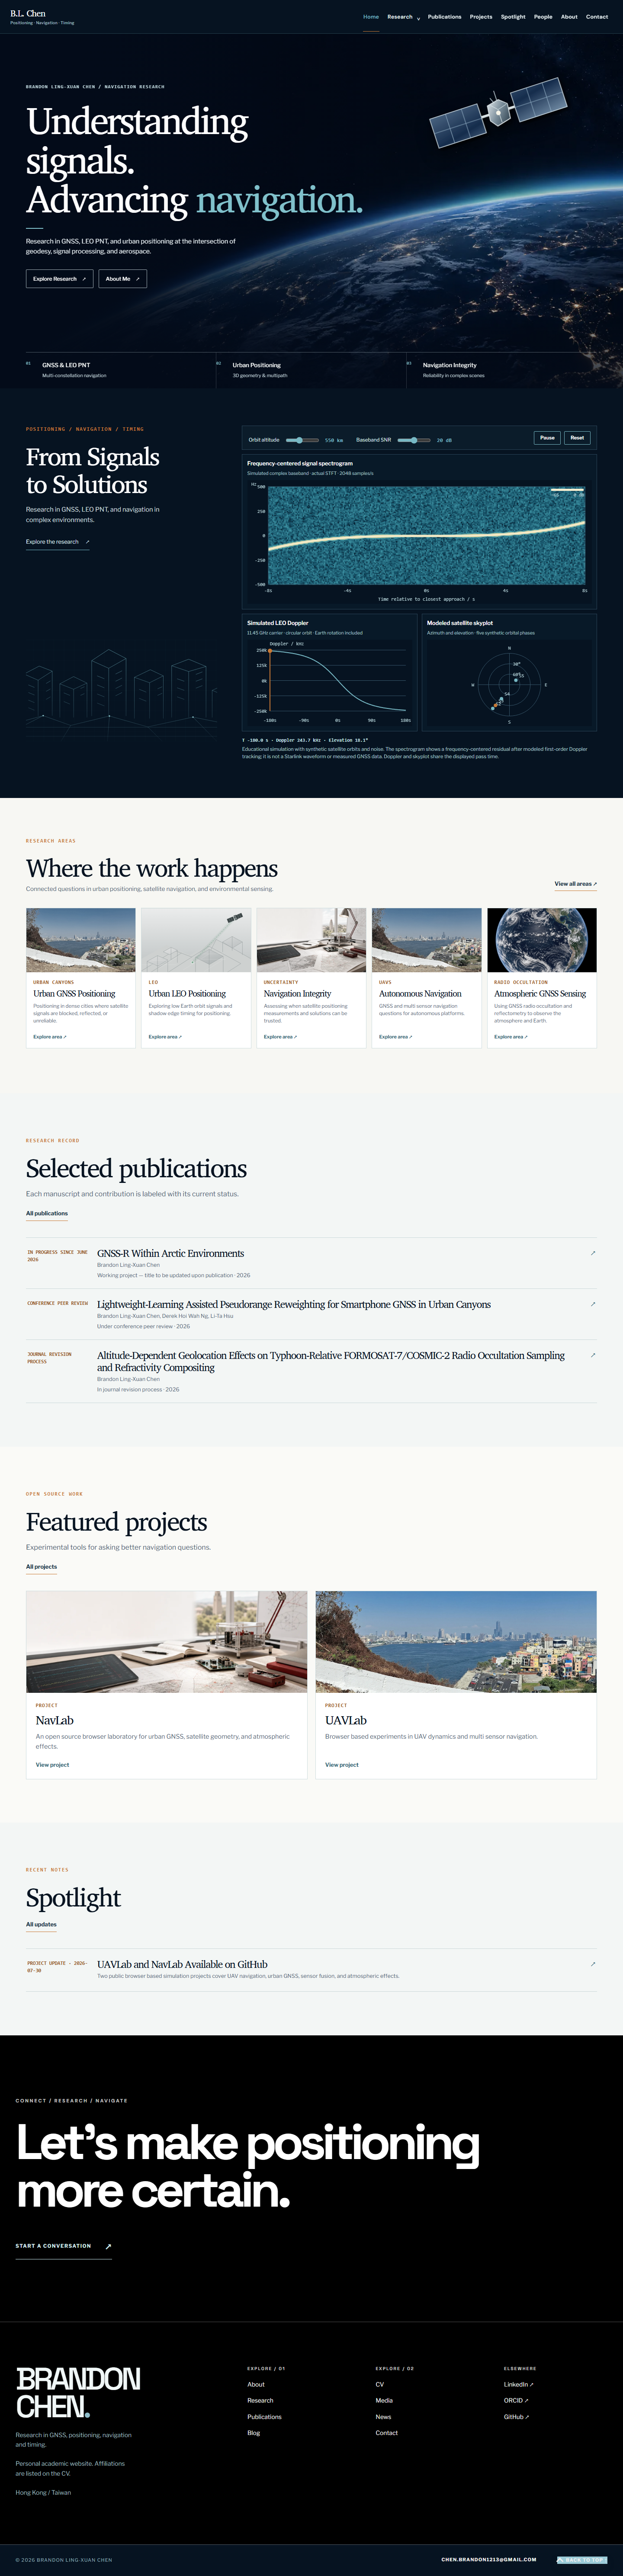 B.L. Chen
Positioning · Navigation · Timing
Home Research Publications Projects Spotlight People About Contact
BRANDON LING-XUAN CHEN / NAVIGATION RESEARCH
Understanding
signals.
Advancing navigation.
Research in GNSS, LEO PNT, and urban positioning at the intersection of
geodesy, signal processing, and aerospace.
Explore Research ↗ About Me ↗
01 GNSS & LEO PNT
Multi-constellation navigation
02 Urban Positioning
3D geometry & multipath
03 Navigation Integrity
Reliability in complex scenes
POSITIONING / NAVIGATION / TIMING
From Signals
to Solutions
Research in GNSS, LEO PNT, and navigation in
complex environments.
Explore the research ↗
Orbit altitude 550 km Baseband SNR 20 dB Pause Reset
Frequency-centered signal spectrogram
Simulated complex baseband · actual STFT · 2048 samples/s
Hz
500
250
0
-250
-500
-8s -4s 0s 4s 8s
Time relative to closest approach / s
Simulated LEO Doppler
11.45 GHz carrier · circular orbit · Earth rotation included
Doppler / kHz
250k
125k
0k
-125k
-250k
-180s -90s 0s 90s 180s
Modeled satellite skyplot
Azimuth and elevation · five synthetic orbital phases
N
30°
60°
W E
S4
S
T -180.0 s · Doppler 243.7 kHz · Elevation 18.1°
Educational simulation with synthetic satellite orbits and noise. The spectrogram shows a frequency-centered residual after modeled first-order Doppler
tracking; it is not a Starlink waveform or measured GNSS data. Doppler and skyplot share the displayed pass time.
RESEARCH AREAS
Where the work happens
Connected questions in urban positioning, satellite navigation, and environmental sensing.
View all areas ↗
URBAN CANYONS
Urban GNSS Positioning
Positioning in dense cities where satellite
signals are blocked, reflected, or
unreliable.
Explore area ↗
LEO
Urban LEO Positioning
Exploring low Earth orbit signals and
shadow edge timing for positioning.
Explore area ↗
UNCERTAINTY
Navigation Integrity
Assessing when satellite positioning
measurements and solutions can be
trusted.
Explore area ↗
UAVS
Autonomous Navigation
GNSS and multi sensor navigation
questions for autonomous platforms.
Explore area ↗
RADIO OCCULTATION
Atmospheric GNSS Sensing
Using GNSS radio occultation and
reflectometry to observe the
atmosphere and Earth.
Explore area ↗
RESEARCH RECORD
Selected publications
Each manuscript and contribution is labeled with its current status.
All publications
IN PROGRESS SINCE JUNE
2026
GNSS-R Within Arctic Environments ↗
Brandon Ling-Xuan Chen
Working project — title to be updated upon publication · 2026
CONFERENCE PEER REVIEW
Lightweight-Learning Assisted Pseudorange Reweighting for Smartphone GNSS in Urban Canyons ↗
Brandon Ling-Xuan Chen, Derek Hoi Wah Ng, Li-Ta Hsu
Under conference peer review · 2026
JOURNAL REVISION
PROCESS
Altitude-Dependent Geolocation Effects on Typhoon-Relative FORMOSAT-7/COSMIC-2 Radio Occultation Sampling ↗
and Refractivity Compositing
Brandon Ling-Xuan Chen
In journal revision process · 2026
OPEN SOURCE WORK
Featured projects
Experimental tools for asking better navigation questions.
All projects
PROJECT
NavLab
An open source browser laboratory for urban GNSS, satellite geometry, and atmospheric
effects.
View project
PROJECT
UAVLab
Browser based experiments in UAV dynamics and multi sensor navigation.
View project
RECENT NOTES
Spotlight
All updates
PROJECT UPDATE · 2026-
07-30
UAVLab and NavLab Available on GitHub ↗
Two public browser based simulation projects cover UAV navigation, urban GNSS, sensor fusion, and atmospheric effects.
CONNECT / RESEARCH / NAVIGATE
Let's make positioning
more certain.
START A CONVERSATION ↗
BRANDON
CHEN.
Research in GNSS, positioning, navigation
and timing.
Personal academic website. Affiliations
are listed on the CV.
Hong Kong / Taiwan
EXPLORE / 01
About
Research
Publications
Blog
EXPLORE / 02
CV
Media
News
Contact
ELSEWHERE
LinkedIn ↗
ORCID ↗
GitHub ↗
© 2026 BRANDON LING-XUAN CHEN
CHEN.BRANDON1213@GMAIL.COM
BACK TO TOP